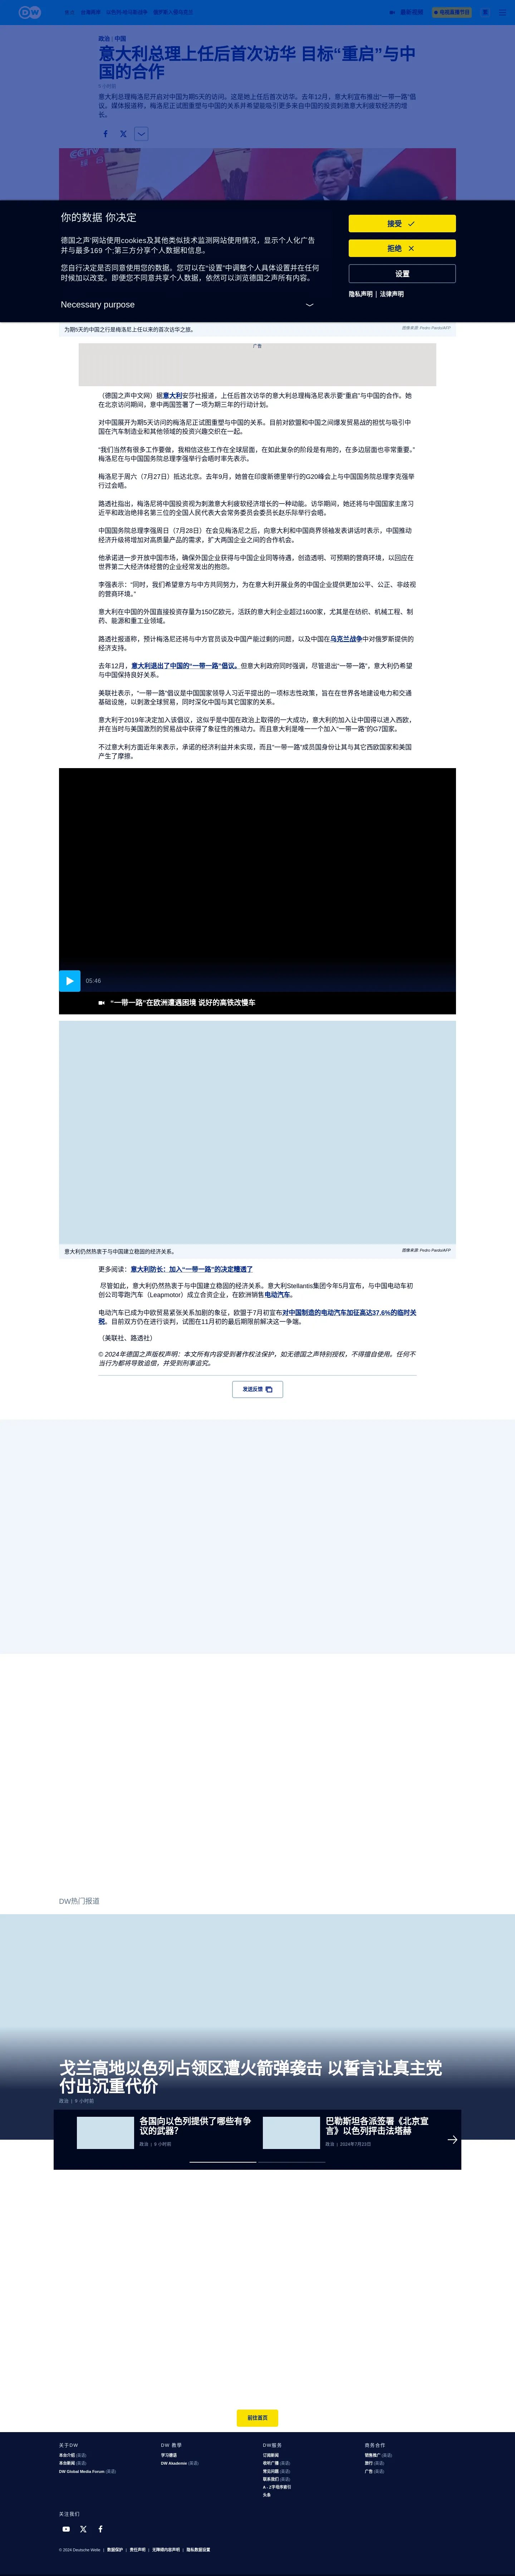 DW
最新视频
政治 | 中国
意大利总理上任后首次访华 目标“重启”与中
国的合作
意大利总理梅洛尼开启对中国为期5天的访问。这是她上任后首次访华。去年12月，意大利宣布推出“一带一路”倡
议。媒体报道称，梅洛尼正试图重塑与中国的关系并希望能吸引更多来自中国的投资刺激意大利疲软经济的增
长。
你的数据 你决定
德国之声'网站使用cookies及其他类似技术监测网站使用情况，显示个人化广告
并与最多169 个;第三方分享个人数据和信息。
您自行决定是否同意使用您的数据。您可以在“设置”中调整个人具体设置并在任何
时候加以改变。即便您不同意共享个人数据，依然可以浏览德国之声所有内容。
Necessary purpose
接受
拒绝
设置
隐私声明 | 法律声明
为期5天的中国之行是梅洛尼上任以来的首次访华之旅。
图像来源: Pedro Pardo/AFP
广告
（德国之声中文网）据意大利安莎社报道，上任后首次访华的意大利总理梅洛尼表示要“重启”与中国的合作。她
在北京访问期间，意中两国签署了一项为期三年的行动计划。
对中国展开为期5天访问的梅洛尼正试图重塑与中国的关系。目前对欧盟和中国之间爆发贸易战的担忧与吸引中
国在汽车制造业和其他领域的投资兴趣交织在一起。
“我们当然有很多工作要做，我相信这些工作在全球层面，在如此复杂的阶段是有用的，在多边层面也非常重要。”
梅洛尼在与中国国务院总理李强举行会晤时率先表示。
梅洛尼于周六（7月27日）抵达北京。去年9月，她曾在印度新德里举行的G20峰会上与中国国务院总理李克强举
行过会晤。
路透社指出，梅洛尼将中国投资视为刺激意大利疲软经济增长的一种动能。访华期间，她还将与中国国家主席习
近平和政治绝排名第三位的全国人民代表大会常务委员会委员长赵乐际举行会晤。
中国国务院总理李强周日（7月28日）在会见梅洛尼之后，向意大利和中国商界领袖发表讲话时表示，中国推动
经济升级将增加对高质量产品的需求，扩大两国企业之间的合作机会。
他承诺进一步开放中国市场，确保外国企业获得与中国企业同等待遇，创造透明、可预期的营商环境，以回应在
世界第二大经济体经营的企业经常发出的抱怨。
李强表示：“同时，我们希望意方与中方共同努力，为在意大利开展业务的中国企业提供更加公平、公正、非歧视
的营商环境。”
意大利在中国的外国直接投资存量为150亿欧元，活跃的意大利企业超过1600家，尤其是在纺织、机械工程、制
药、能源和重工业领域。
路透社报道称，预计梅洛尼还将与中方官员谈及中国产能过剩的问题，以及中国在乌克兰战争中对俄罗斯提供的
经济支持。
去年12月，意大利退出了中国的“一带一路”倡议。但意大利政府同时强调，尽管退出“一带一路”，意大利仍希望
与中国保持良好关系。
美联社表示，“一带一路”倡议是中国国家领导人习近平提出的一项标志性政策，旨在在世界各地建设电力和交通
基础设施，以刺激全球贸易，同时深化中国与其它国家的关系。
意大利于2019年决定加入该倡议，这似乎是中国在政治上取得的一大成功，意大利的加入让中国得以进入西欧，
并在当时与美国激烈的贸易战中获得了象征性的推动力。而且意大利是唯一一个加入“一带一路”的G7国家。
不过意大利方面近年来表示，承诺的经济利益并未实现，而且“一带一路”成员国身份让其与其它西欧国家和美国
产生了摩擦。
05:46
“一带一路”在欧洲遭遇困境 说好的高铁改慢车
意大利仍然热衷于与中国建立稳固的经济关系。
图像来源: Pedro Pardo/AFP
更多阅读：意大利防长：加入“一带一路”的决定糟透了
尽管如此，意大利仍然热衷于与中国建立稳固的经济关系。意大利Stellantis集团今年5月宣布，与中国电动车初
创公司零跑汽车（Leapmotor）成立合资企业，在欧洲销售电动汽车。
电动汽车已成为中欧贸易紧张关系加剧的象征，欧盟于7月初宣布对中国制造的电动汽车加征高达37.6%的临时关
税。目前双方仍在进行谈判，试图在11月初的最后期限前解决这一争端。
（美联社、路透社）
© 2024年德国之声版权声明：本文所有内容受到著作权法保护，如无德国之声特别授权，不得擅自使用。任何不
当行为都将导致追偿，并受到刑事追究。
发送反馈
DW热门报道
戈兰高地以色列占领区遭火箭弹袭击 以誓言让真主党
付出沉重代价
政治 | 9 小时前
各国向以色列提供了哪些有争
议的武器？
政治 | 9 小时前
巴勒斯坦各派签署《北京宣
言》以色列抨击法塔赫
政治 | 2024年7月23日
前往首页
关于DW
本台介绍 (英语)
本台新闻 (英语)
DW Global Media Forum (英语)
DW 教學
学习德语
DW Akademie (英语)
DW服务
订阅新闻
收听广播 (英语)
常见问题 (英语)
联系我们 (英语)
A - Z字母序索引
头条
商务合作
销售推广 (英语)
旅行 (英语)
广告 (英语)
关注我们
© 2024 Deutsche Welle | 数据保护 | 责任声明 | 无障碍内容声明 | 隐私数据设置